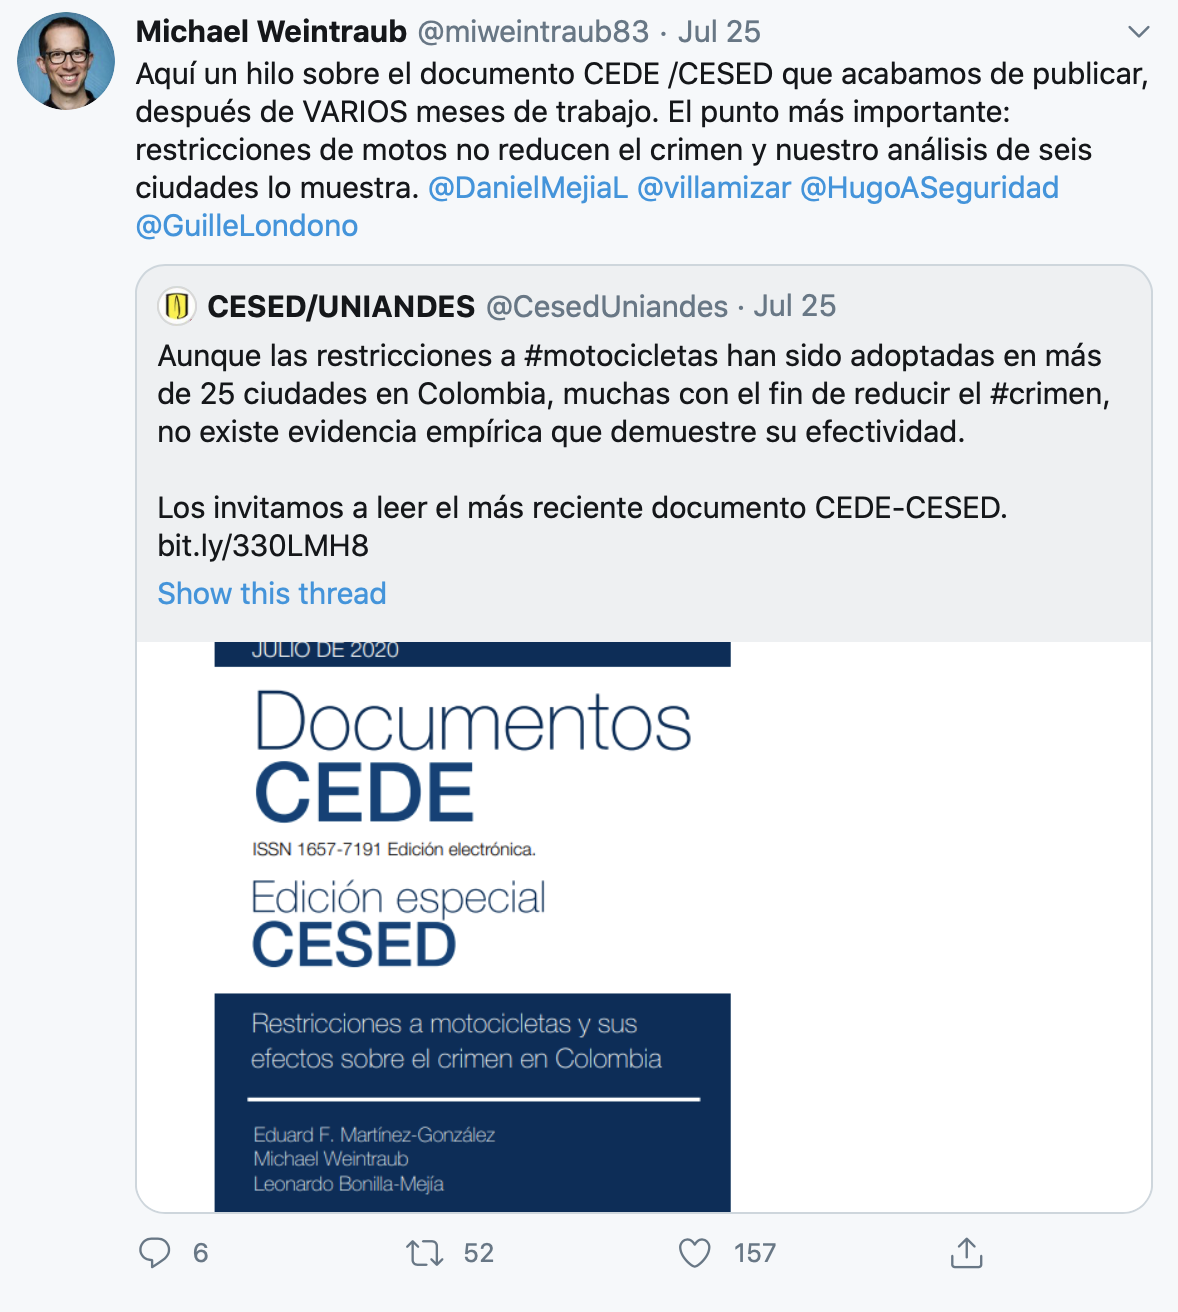 Michael Weintraub @miweintraub83 · Jul 25
Aquí un hilo sobre el documento CEDE /CESED que acabamos de publicar,
después de VARIOS meses de trabajo. El punto más importante:
restricciones de motos no reducen el crimen y nuestro análisis de seis
ciudades lo muestra. @DanielMejiaL @villamizar @HugoASeguridad
@GuilleLondono
CESED/UNIANDES @CesedUniandes · Jul 25
Aunque las restricciones a #motocicletas han sido adoptadas en más
de 25 ciudades en Colombia, muchas con el fin de reducir el #crimen,
no existe evidencia empírica que demuestre su efectividad.
Los invitamos a leer el más reciente documento CEDE-CESED.
bit.ly/330LMH8
Show this thread
JULIO DE 2020
Documentos
CEDE
ISSN 1657-7191 Edición electrónica.
Edición especial
CESED
Restricciones a motocicletas y sus
efectos sobre el crimen en Colombia
Eduard F. Martínez-González
Michael Weintraub
Leonardo Bonilla-Mejía
6 52 157